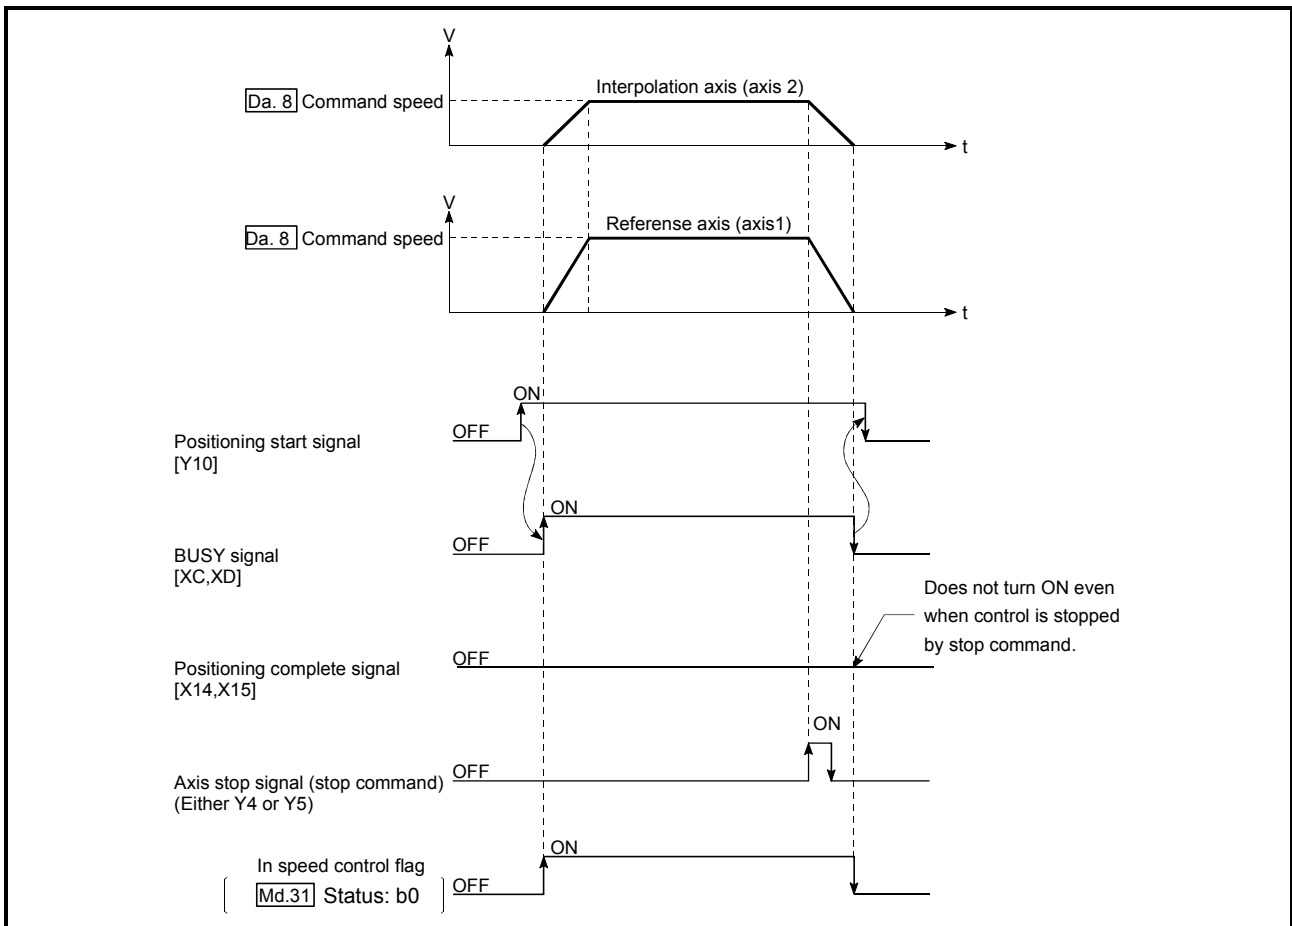 V
Interpolation axis (axis 2)
Da. 8 Command speed
t
V
Referense axis (axis1)
Da. 8 Command speed
t
ON
OFF
Positioning start signal
[Y10]
ON
OFF
BUSY signal
[XC,XD]
Does not turn ON even
when control is stopped
by stop command.
OFF
Positioning complete signal
[X14,X15]
ON
OFF
Axis stop signal (stop command)
(Either Y4 or Y5)
ON
In speed control flag
OFF
Md.31 Status: b0